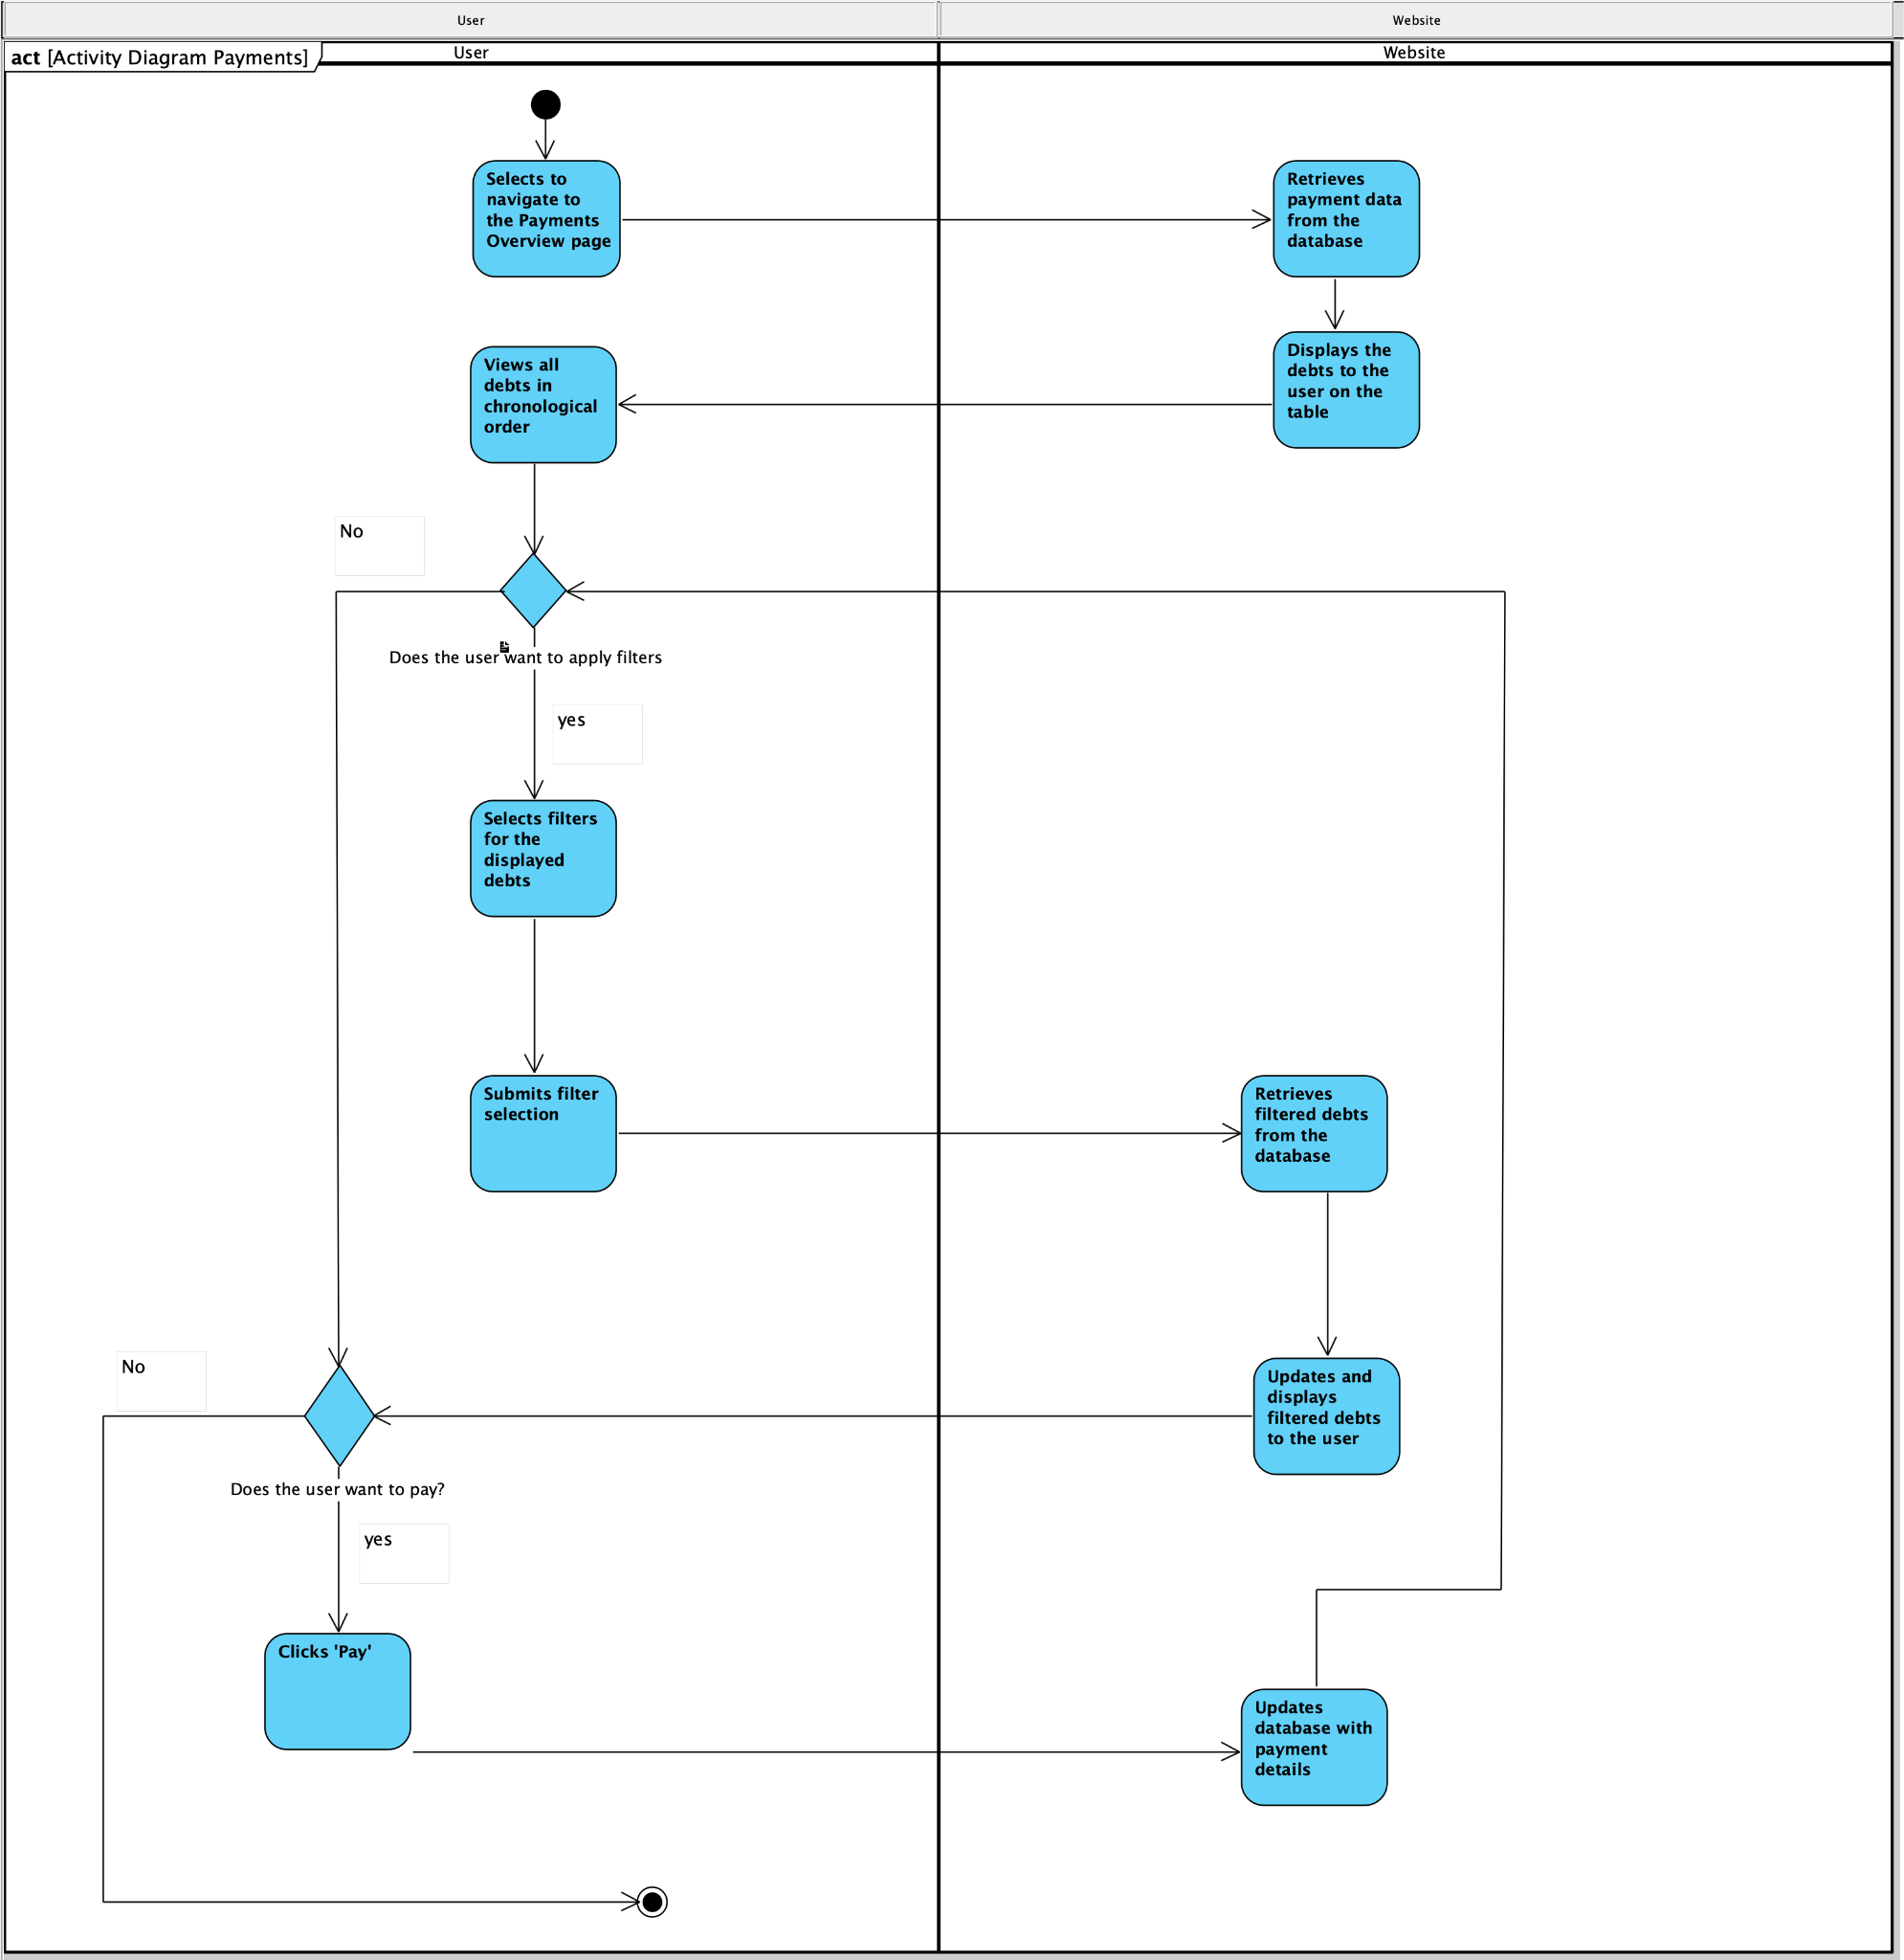 User
Website
act [Activity Diagram Payments]
User
Website
Selects to
navigate to
the Payments
Overview page
Retrieves
payment data
from the
database
Views all
debts in
chronological
order
Displays the
debts to the
user on the
table
No
Does the user want to apply filters
yes
Selects filters
for the
displayed
debts
Submits filter
selection
Retrieves
filtered debts
from the
database
No
Updates and
displays
filtered debts
to the user
Does the user want to pay?
yes
Clicks 'Pay'
Updates
database with
payment
details